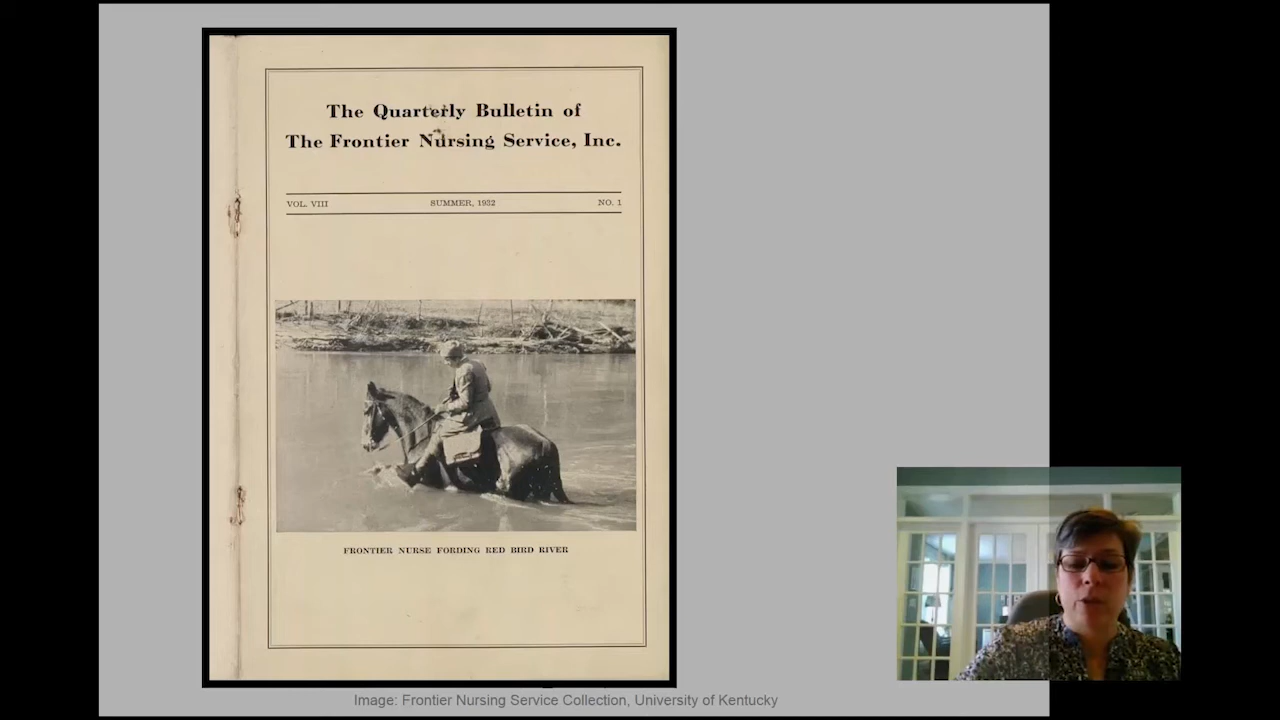 The Quarterly Bulletin of
The Frontier Nursing Service, Inc.
VOL. VIII SUMMER, 1932 NO. 1
FRONTIER NURSE FORDING RED BIRD RIVER
Image: Frontier Nursing Service Collection, University of Kentucky